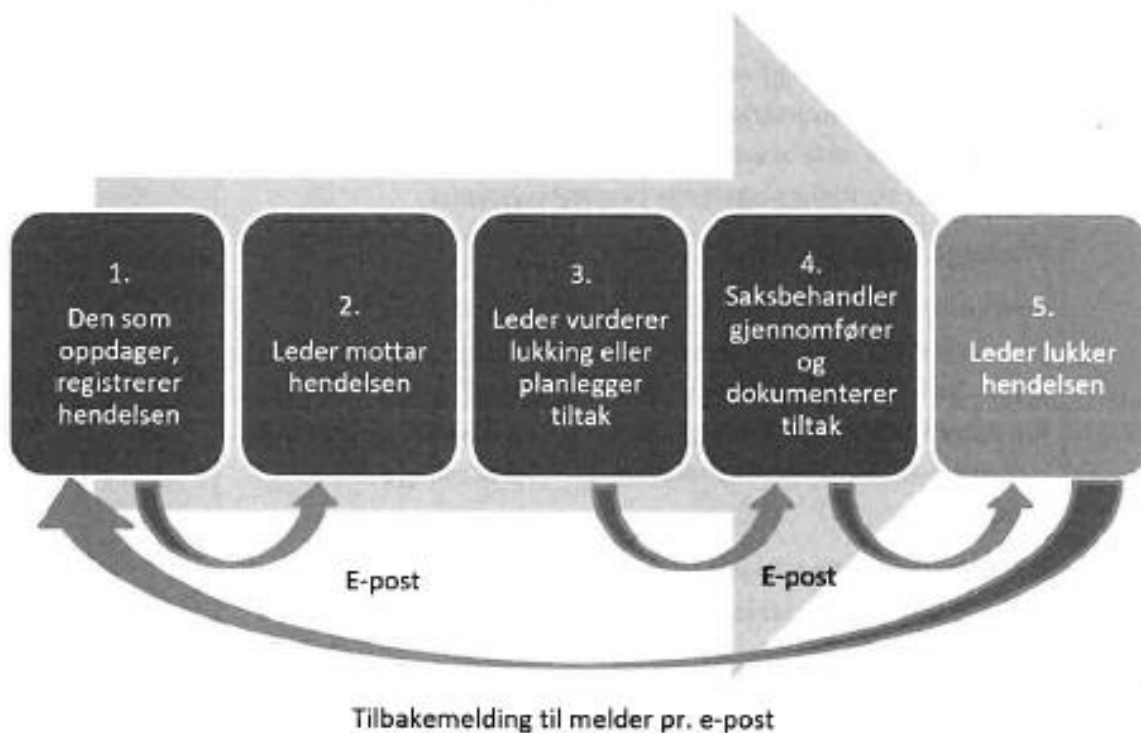 1.
Den som
oppdager,
registrerer
hendelsen
2.
Leder mottar
hendelsen
3.
Leder vurderer
lukking eller
planlegger
tiltak
4.
Saksbehandler
gjennomfører
og
dokumenterer
tiltak
5.
Leder lukker
hendelsen
E-post
E-post
Tilbakemelding til melder pr. e-post